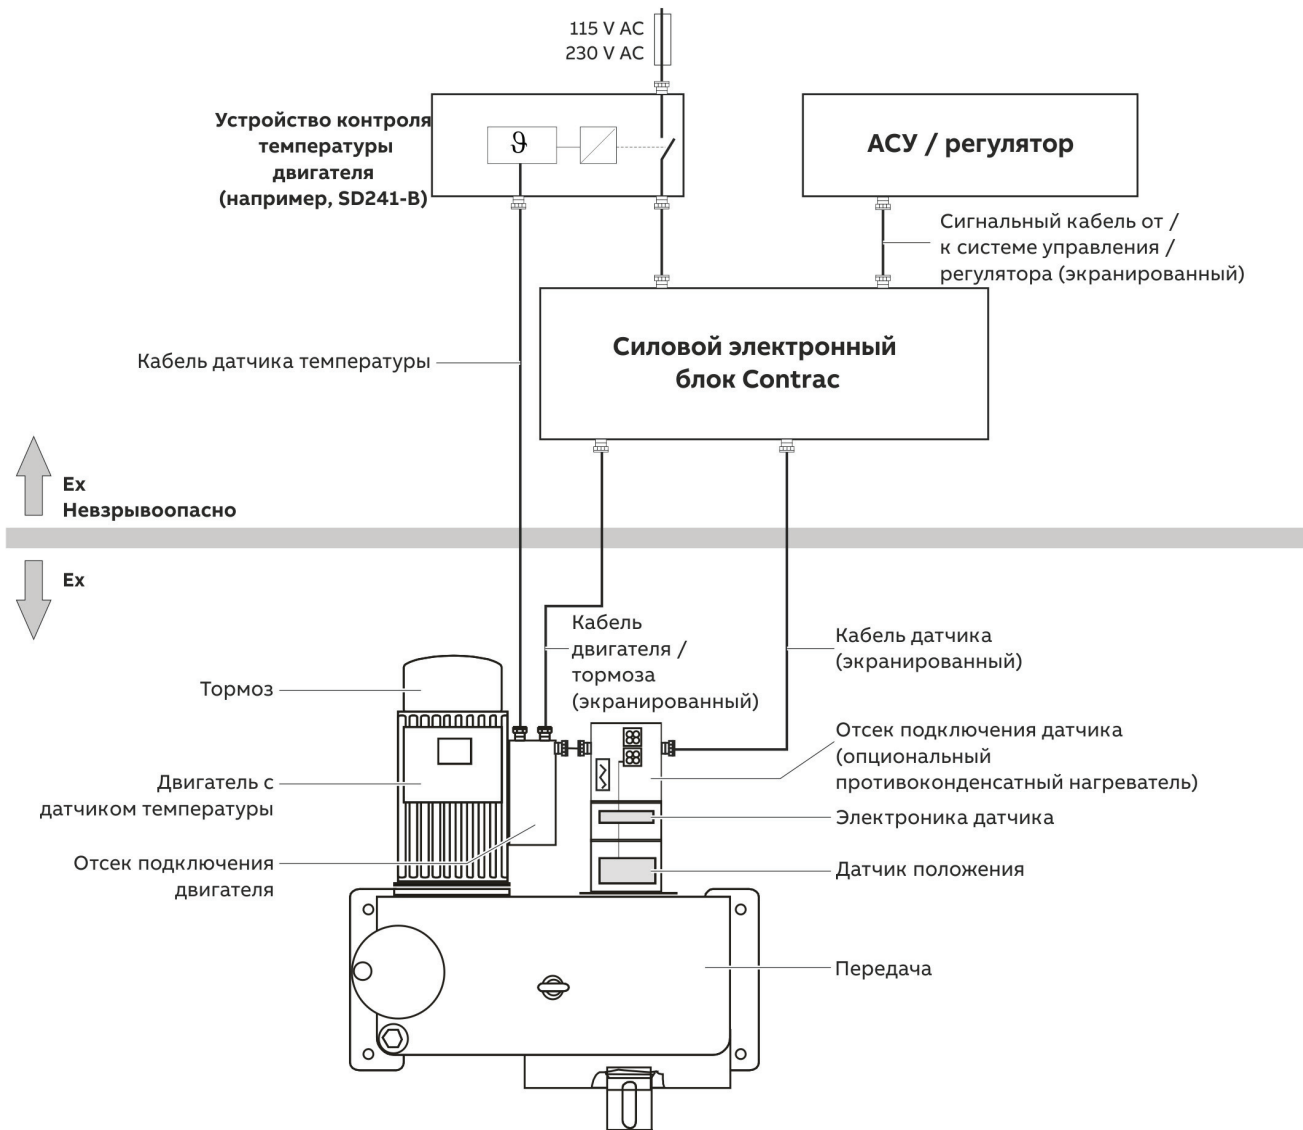 115 V AC
230 V AC
Устройство контроля
температуры
двигателя
(например, SD241-B)
ϑ
АСУ / регулятор
Сигнальный кабель от /
к системе управления /
регулятора (экранированный)
Силовой электронный
блок Contrac
Кабель датчика температуры
Ex
Невзрывоопасно
Ex
Кабель
двигателя /
тормоза
(экранированный)
Кабель датчика
(экранированный)
Тормоз
Отсек подключения датчика
(опциональный
противоконденсатный нагреватель)
Двигатель с
датчиком температуры
Электроника датчика
Отсек подключения
двигателя
Датчик положения
Передача